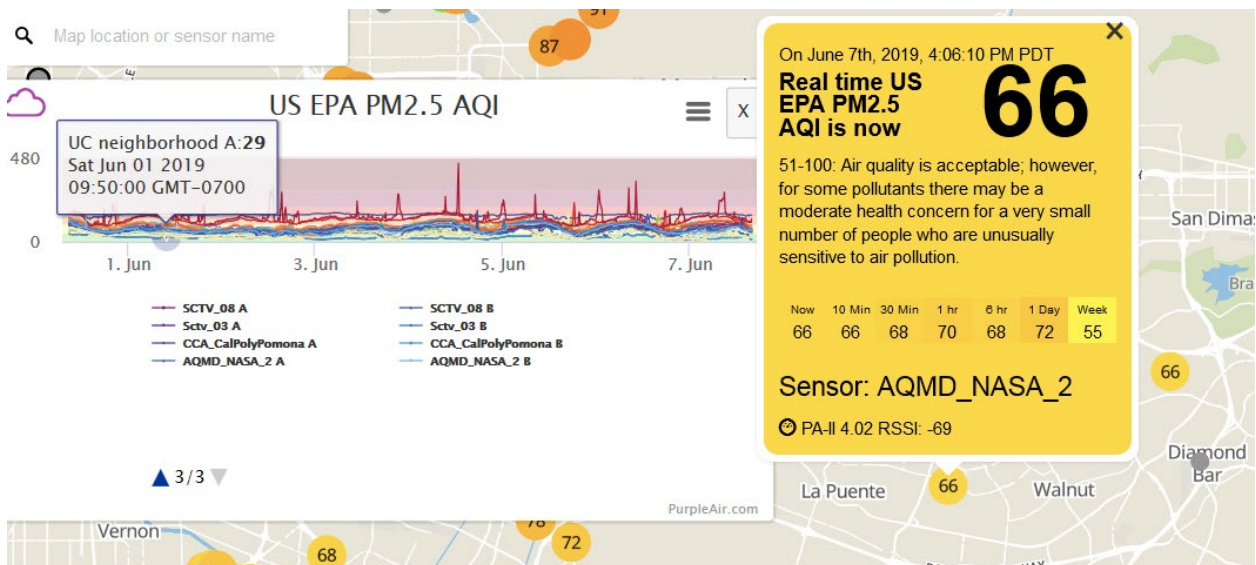 Map location or sensor name
91
87
US EPA PM2.5 AQI
X
UC neighborhood A:29
Sat Jun 01 2019
09:50:00 GMT-0700
480
0
1. Jun
3. Jun
5. Jun
7. Jun
SCTV_08 A
SCTV_08 B
Sctv_03 A
Sctv_03 B
CCA_CalPolyPomona A
CCA_CalPolyPomona B
AQMD_NASA_2 A
AQMD_NASA_2 B
3/3
PurpleAir.com
On June 7th, 2019, 4:06:10 PM PDT
Real time US
EPA PM2.5
AQI is now
66
51-100: Air quality is acceptable; however,
for some pollutants there may be a
moderate health concern for a very small
number of people who are unusually
sensitive to air pollution.
Now 10 Min 30 Min 1 hr 6 hr 1 Day Week
66 66 68 70 68 72 55
Sensor: AQMD_NASA_2
PA-II 4.02 RSSI: -69
San Dimas
Bra
66
Diamond
Bar
La Puente
66
Walnut
Vernon
68
78
72